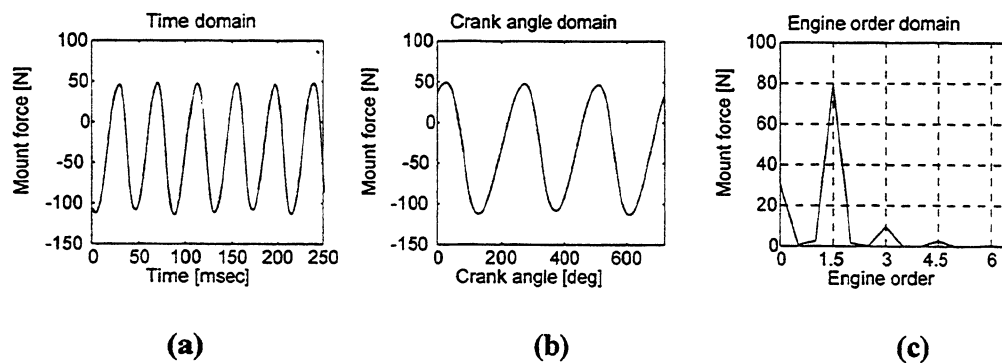 Time domain
Mount force [N]
100
50
0
-50
-100
-150
0 50 100 150 200 250
Time [msec]
(a)
Crank angle domain
Mount force [N]
100
50
0
-50
-100
-150
0 200 400 600
Crank angle [deg]
(b)
Engine order domain
Mount force [N]
100
80
60
40
20
0
0 1.5 3 4.5 6
Engine order
(c)